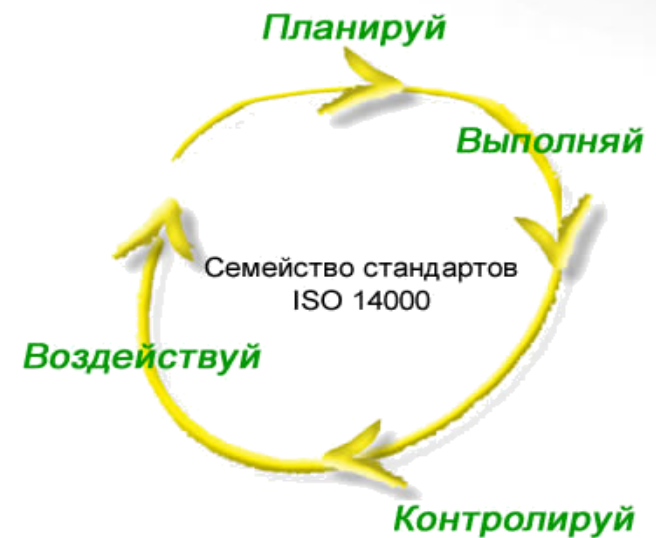 Планируй
Выполняй
Семейство стандартов
ISO 14000
Воздействуй
Контролируй